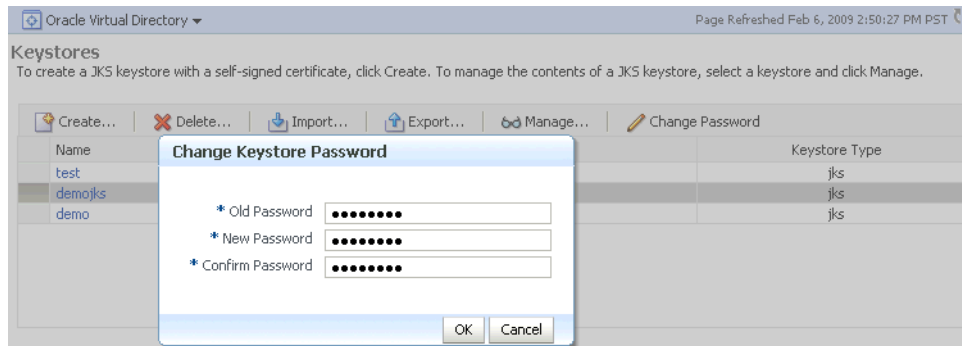 Oracle Virtual Directory
Page Refreshed Feb 6, 2009 2:50:27 PM PST
Keystores
To create a JKS keystore with a self-signed certificate, click Create. To manage the contents of a JKS keystore, select a keystore and click Manage.
Create... Delete... Import... Export... Manage... Change Password
Name Keystore Type
test jks
demojks jks
demo jks
Change Keystore Password
* Old Password ••••••••
* New Password ••••••••
* Confirm Password ••••••••
OK Cancel